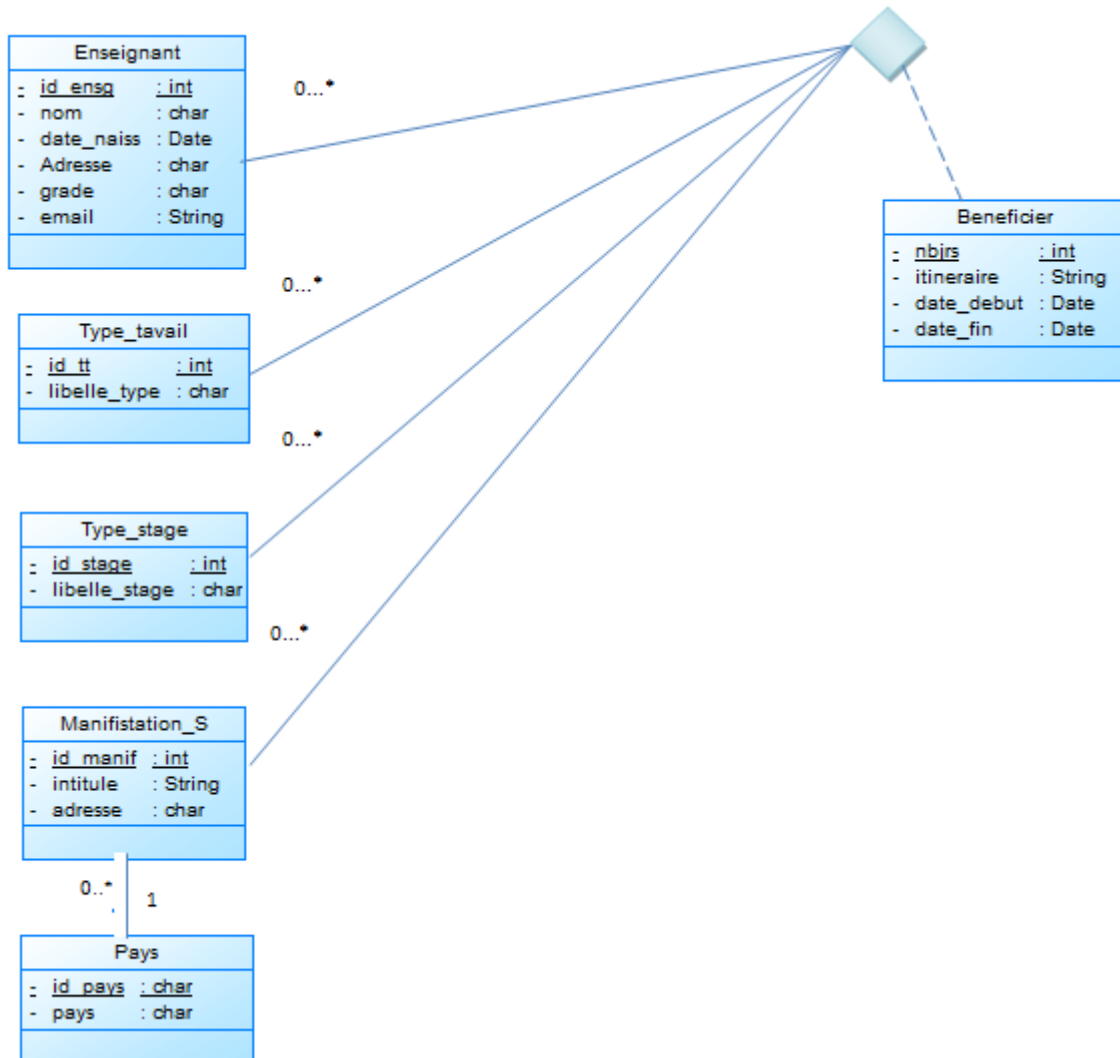 Enseignant
- id_ensg : int
- nom : char
- date_naiss : Date
- Adresse : char
- grade : char
- email : String
0...*
Beneficier
- nbjrs : int
- itineraire : String
- date_debut : Date
- date_fin : Date
0...*
Type_tavail
- id_tt : int
- libelle_type : char
0...*
Type_stage
- id_stage : int
- libelle_stage : char
0...*
Manifistation_S
- id_manif : int
- intitule : String
- adresse : char
0..*
1
Pays
- id_pays : char
- pays : char